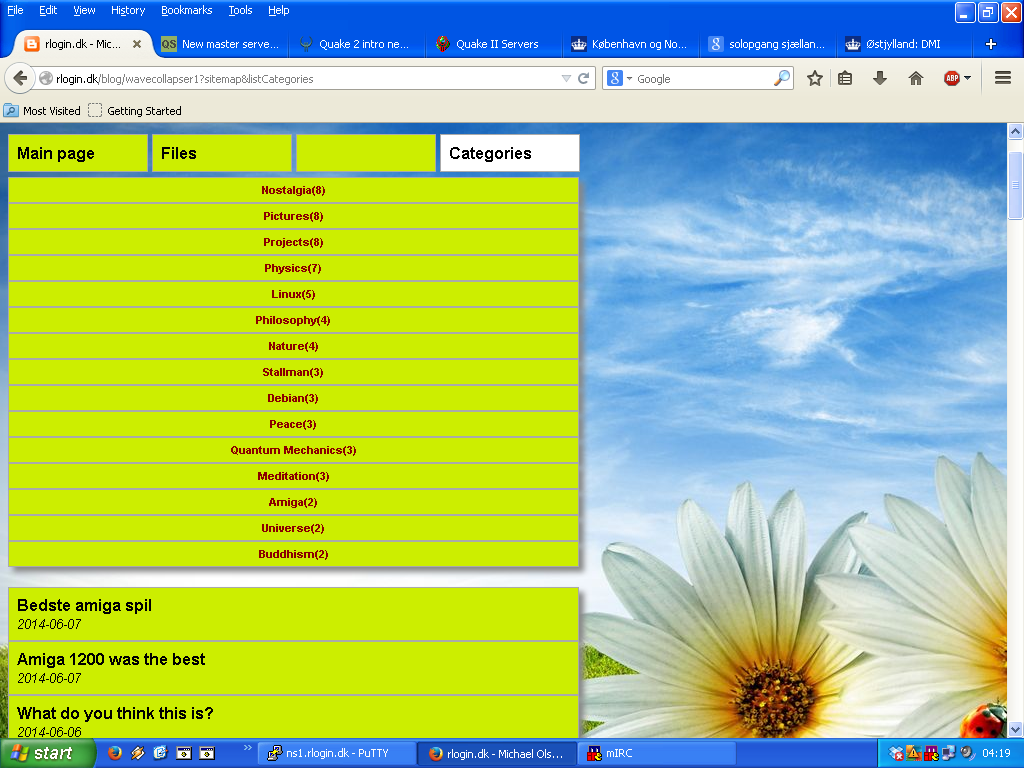 File Edit View History Bookmarks Tools Help
rlogin.dk - Mic... New master serve... Quake 2 intro ne... Quake II Servers København og No... solopgang sjællan... Østjylland: DMI
rlogin.dk/blog/wavecollapser1?sitemap&listCategories Google ABP
Most Visited Getting Started
Main page Files Categories
Nostalgia(8)
Pictures(8)
Projects(8)
Physics(7)
Linux(5)
Philosophy(4)
Nature(4)
Stallman(3)
Debian(3)
Peace(3)
Quantum Mechanics(3)
Meditation(3)
Amiga(2)
Universe(2)
Buddhism(2)
Bedste amiga spil
2014-06-07
Amiga 1200 was the best
2014-06-07
What do you think this is?
2014-06-06
start ns1.rlogin.dk - PuTTY rlogin.dk - Michael Ols... mIRC 04:19